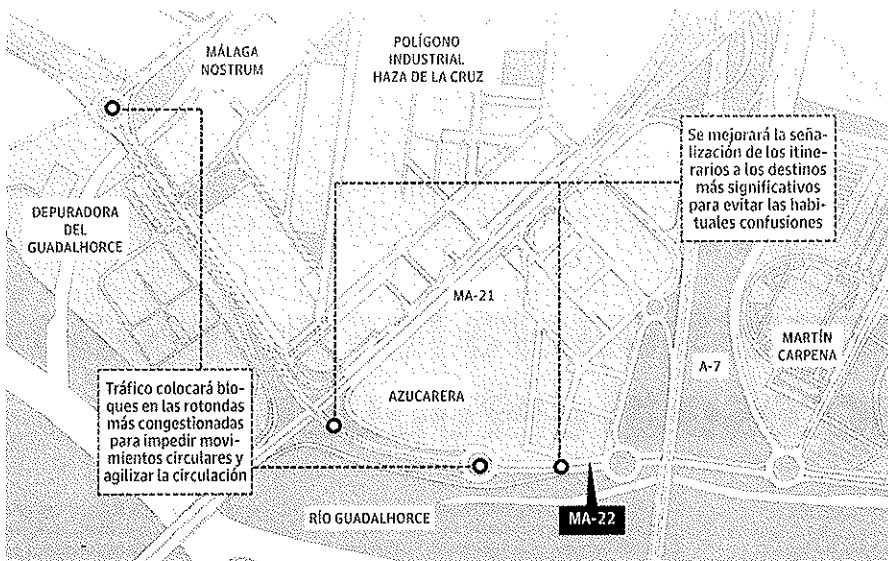 MÁLAGA
NOSTRUM
POLÍGONO
INDUSTRIAL
HAZA DE LA CRUZ
Se mejorará la seña-
lización de los itine-
rarios a los destinos
más significativos
para evitar las habi-
tuales confusiones
DEPURADORA
DEL
GUADALHORCE
MA-21
MARTÍN
CARPENA
A-7
AZUCARERA
Tráfico colocará blo-
ques en las rotondas
más congestionadas
para impedir movi-
mientos circulares y
agilizar la circulación
RÍO GUADALHORCE
MA-22